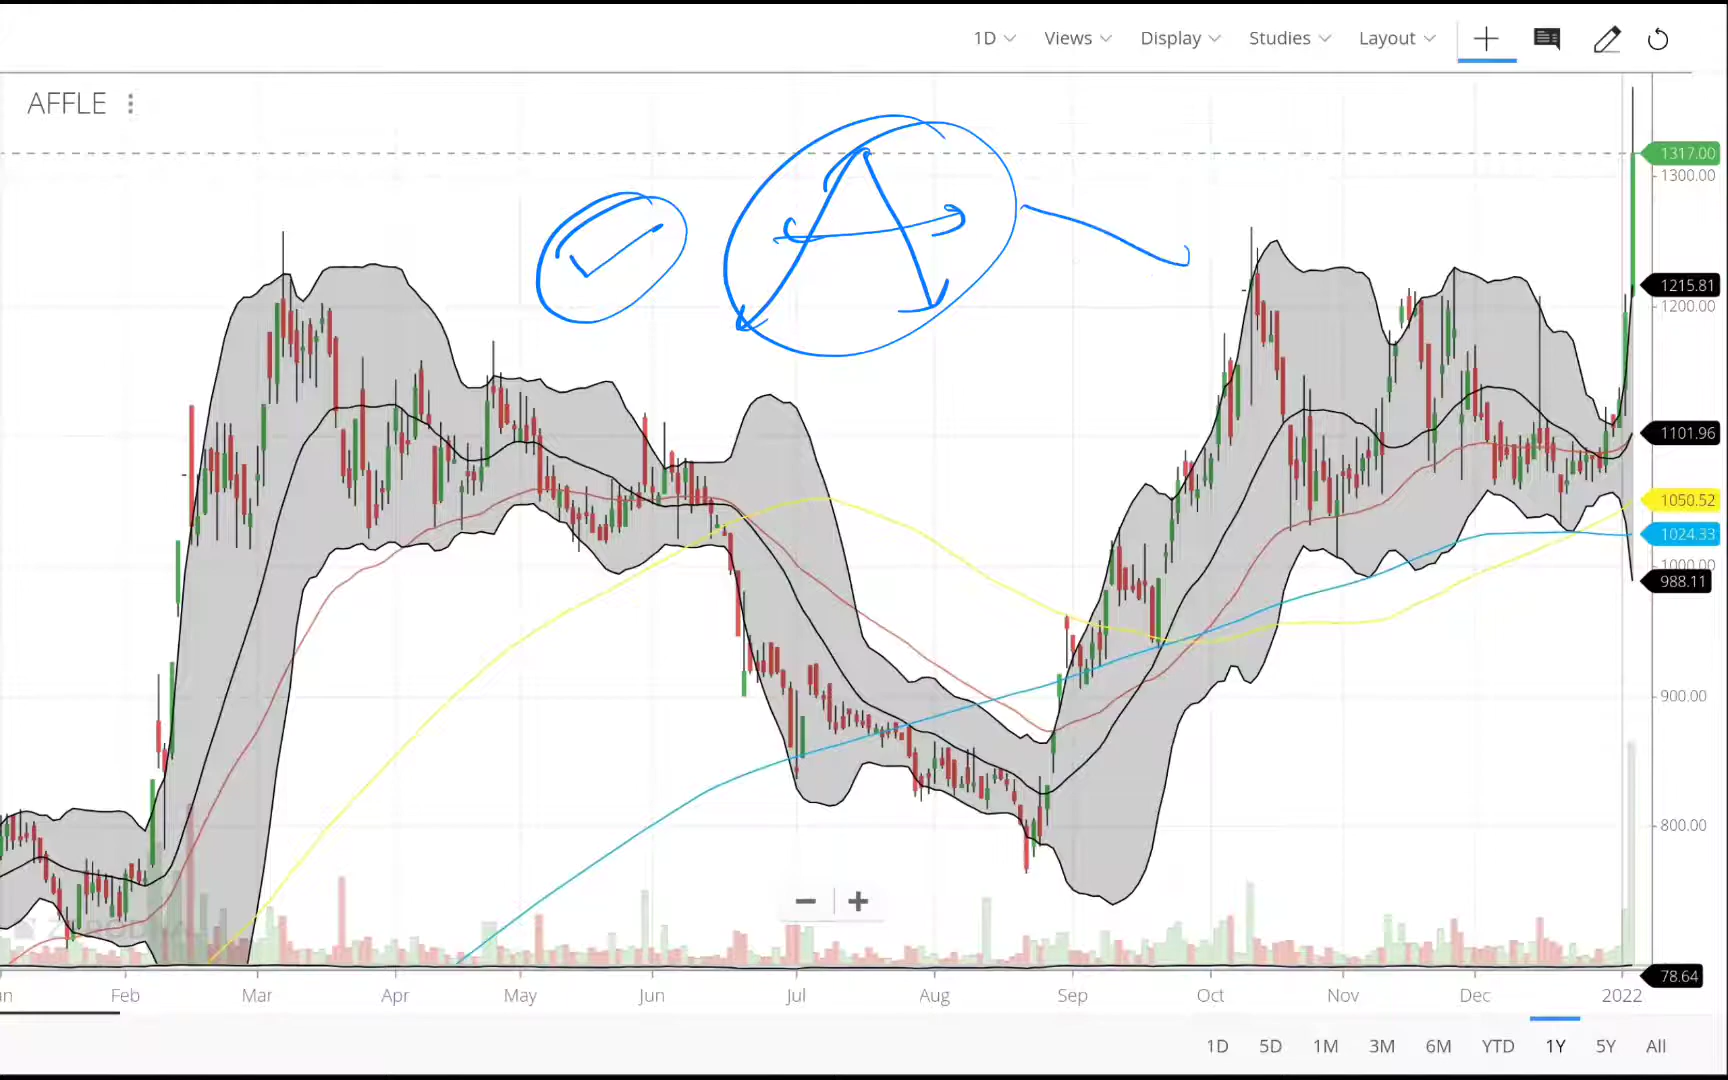 1D Views Display Studies Layout
AFFLE
1317.00
1300.00
1215.81
1200.00
1101.96
1050.52
1024.33
1000.00
988.11
900.00
800.00
A
78.64
Feb Mar Apr May Jun Jul Aug Sep Oct Nov Dec 2022
1D 5D 1M 3M 6M YTD 1Y 5Y All